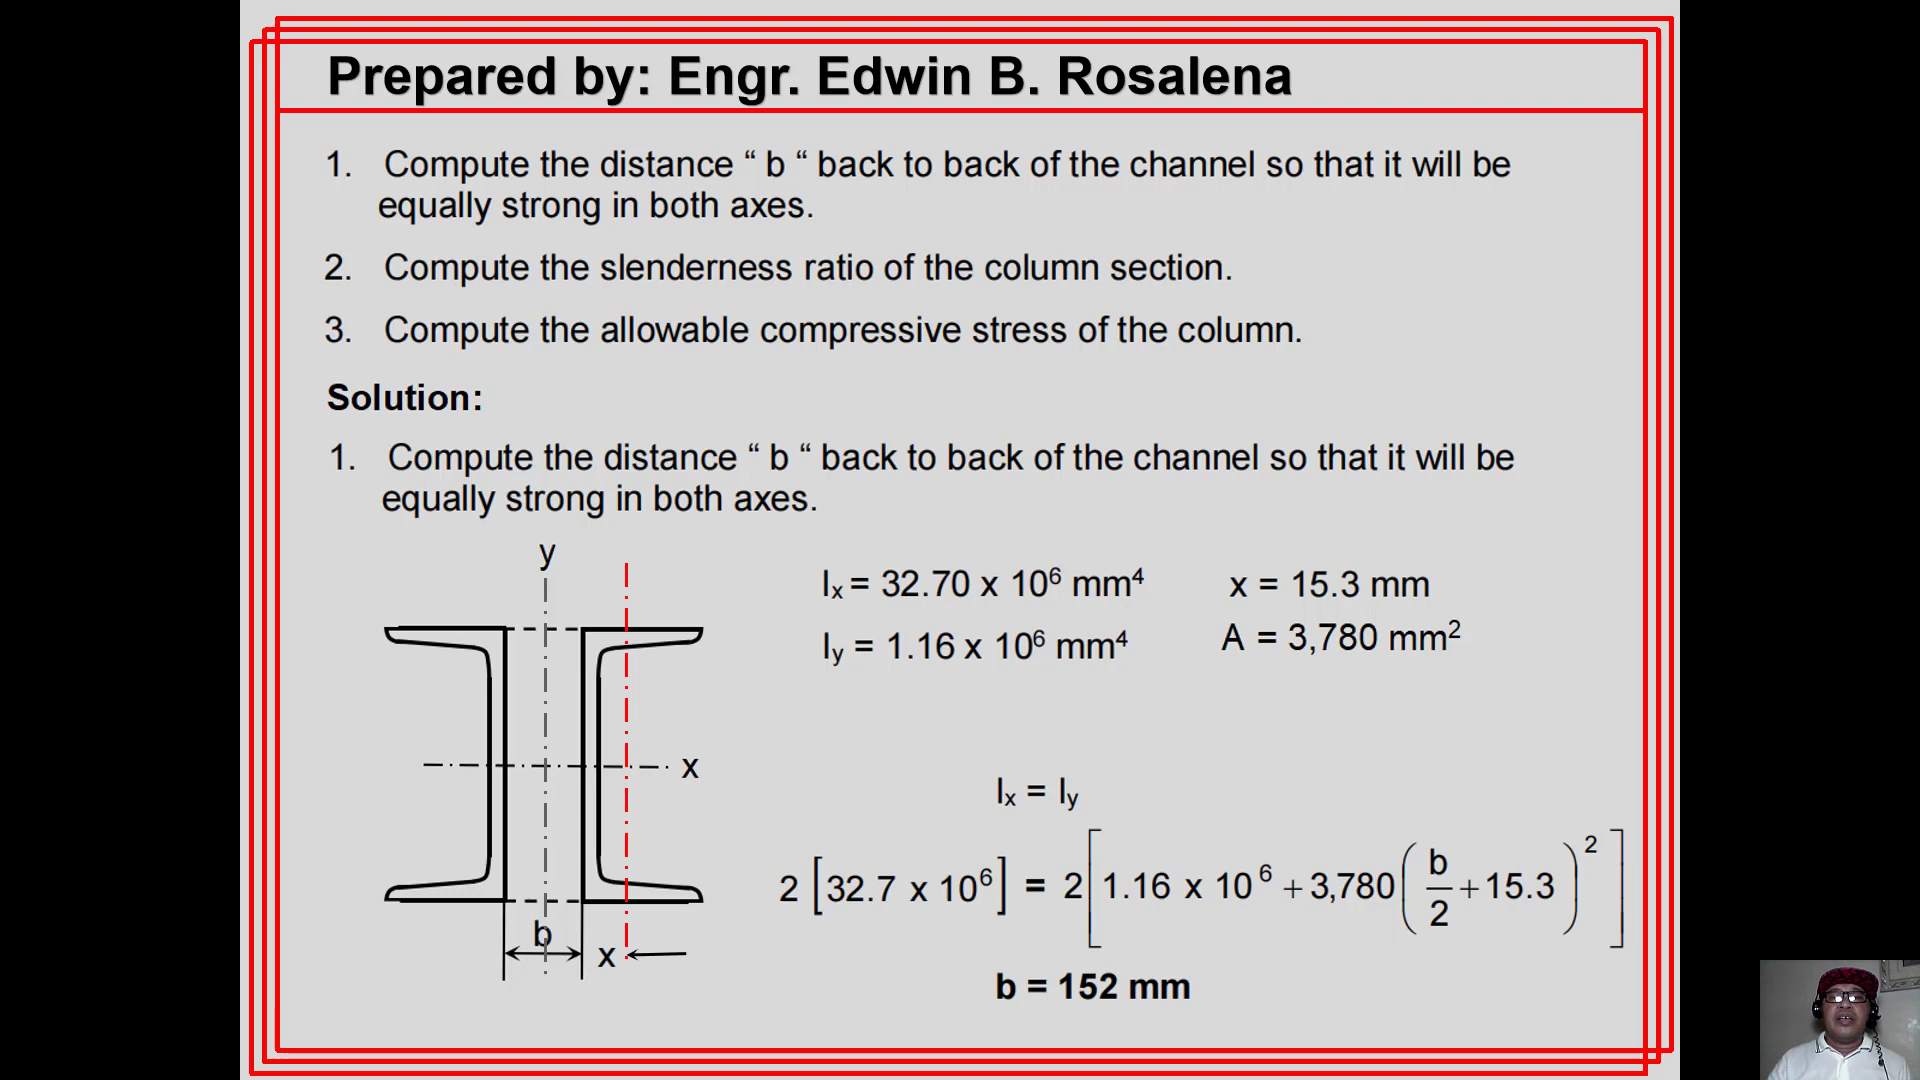 Prepared by: Engr. Edwin B. Rosalena
1. Compute the distance “ b “ back to back of the channel so that it will be
equally strong in both axes.
2. Compute the slenderness ratio of the column section.
3. Compute the allowable compressive stress of the column.
Solution:
1. Compute the distance “ b “ back to back of the channel so that it will be
equally strong in both axes.
y
Iₓ = 32.70 x 10⁶ mm⁴ x = 15.3 mm
Iᵧ = 1.16 x 10⁶ mm⁴ A = 3,780 mm²
x
Iₓ = Iᵧ
2 [32.7 x 10⁶] = 2[1.16 x 10⁶ + 3,780(b/2 + 15.3)²]
b
x
b = 152 mm